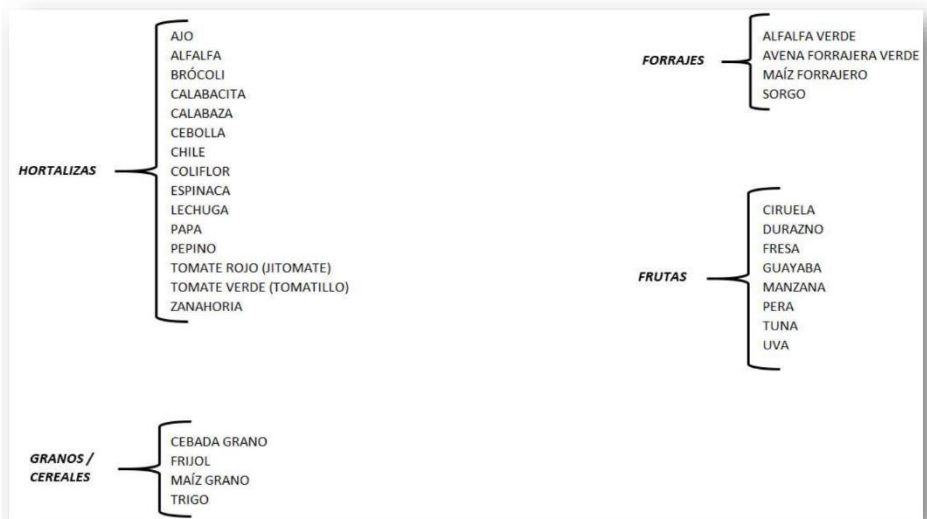 HORTALIZAS
AJO
ALFALFA
BRÓCOLI
CALABACITA
CALABAZA
CEBOLLA
CHILE
COLIFLOR
ESPINACA
LECHUGA
PAPA
PEPINO
TOMATE ROJO (JITOMATE)
TOMATE VERDE (TOMATILLO)
ZANAHORIA
GRANOS /
CEREALES
CEBADA GRANO
FRIJOL
MAÍZ GRANO
TRIGO
FORRAJES
ALFALFA VERDE
AVENA FORRAJERA VERDE
MAÍZ FORRAJERO
SORGO
FRUTAS
CIRUELA
DURAZNO
FRESA
GUAYABA
MANZANA
PERA
TUNA
UVA